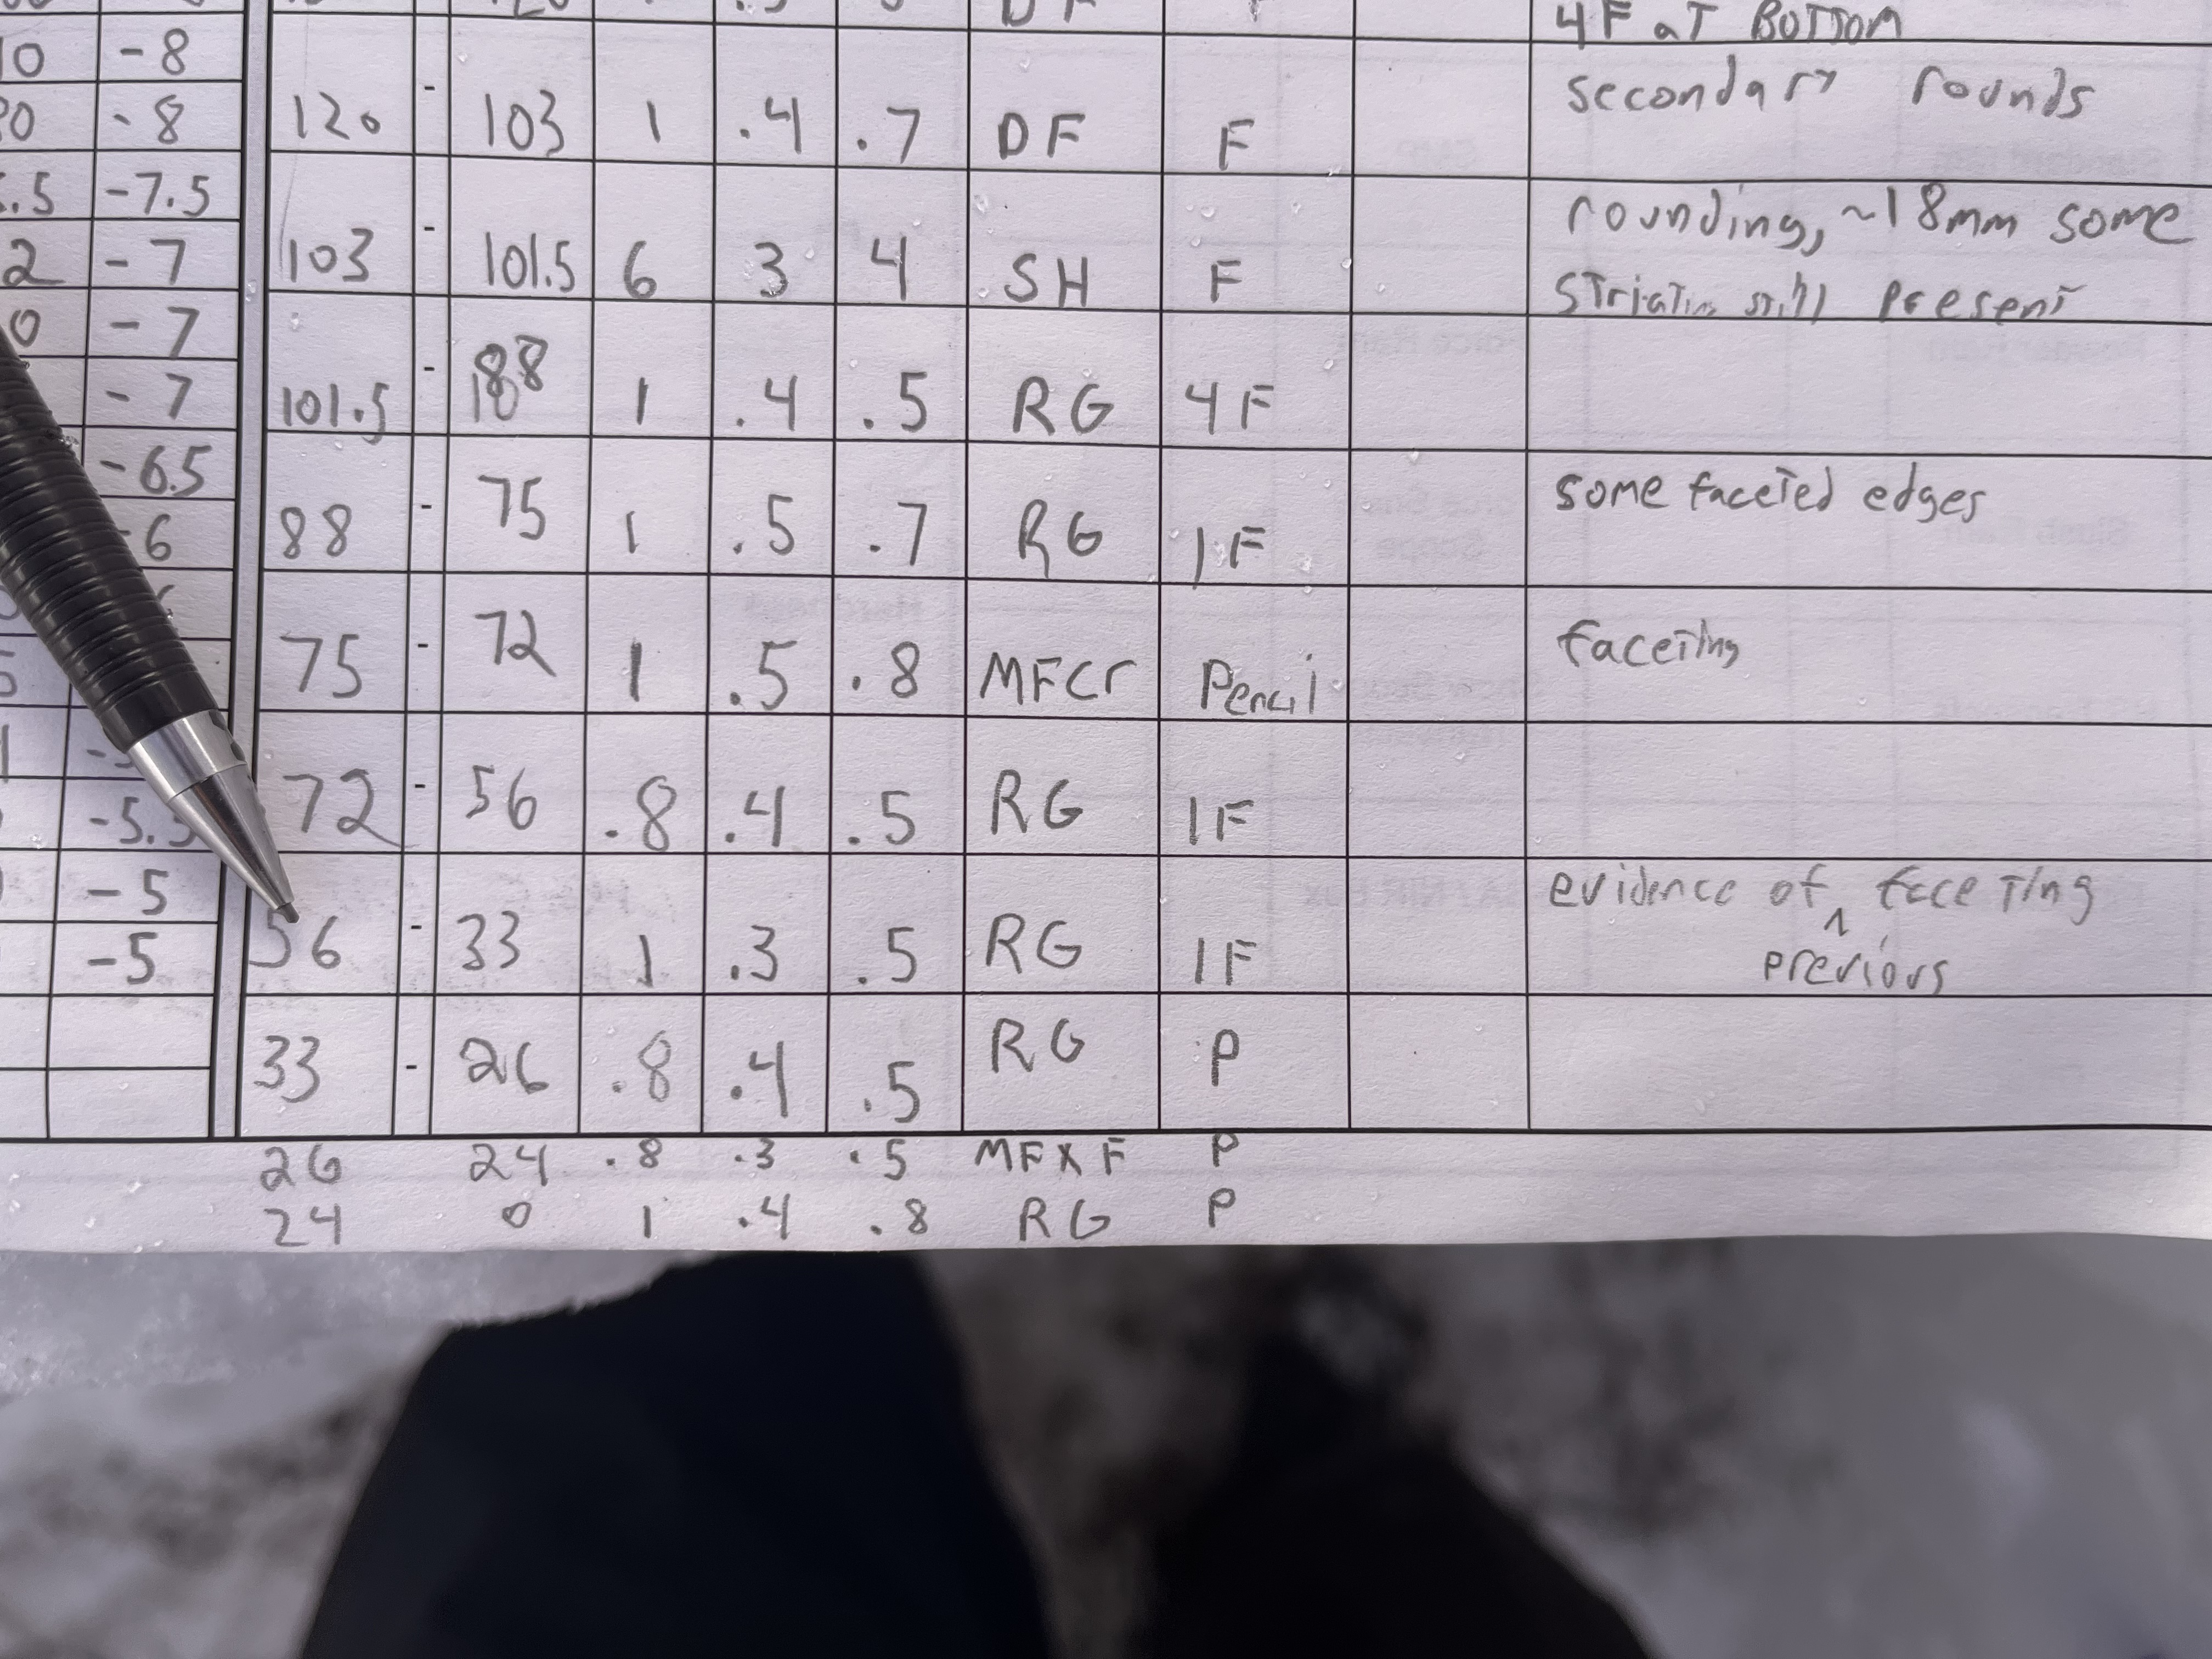 4F at Bottom
-8
-8 120 - 103 1 .4 .7 DF F secondary rounds
-7.5
-7 103 - 101.5 6 3 4 SH F rounding, ~18mm some
striation still present
-7
-7 101.5 - 88 1 .4 .5 RG 4F
-6.5
-6 88 - 75 1 .5 .7 RG 1F some faceted edges
75 - 72 1 .5 .8 MFcr Pencil faceting
72 - 56 .8 .4 .5 RG 1F
-5 56 - 33 1 .3 .5 RG 1F evidence of ^ faceting
previous
-5
33 - 26 .8 .4 .5 RG P
26 24 .8 .3 .5 MFXF P
24 0 1 .4 .8 RG P